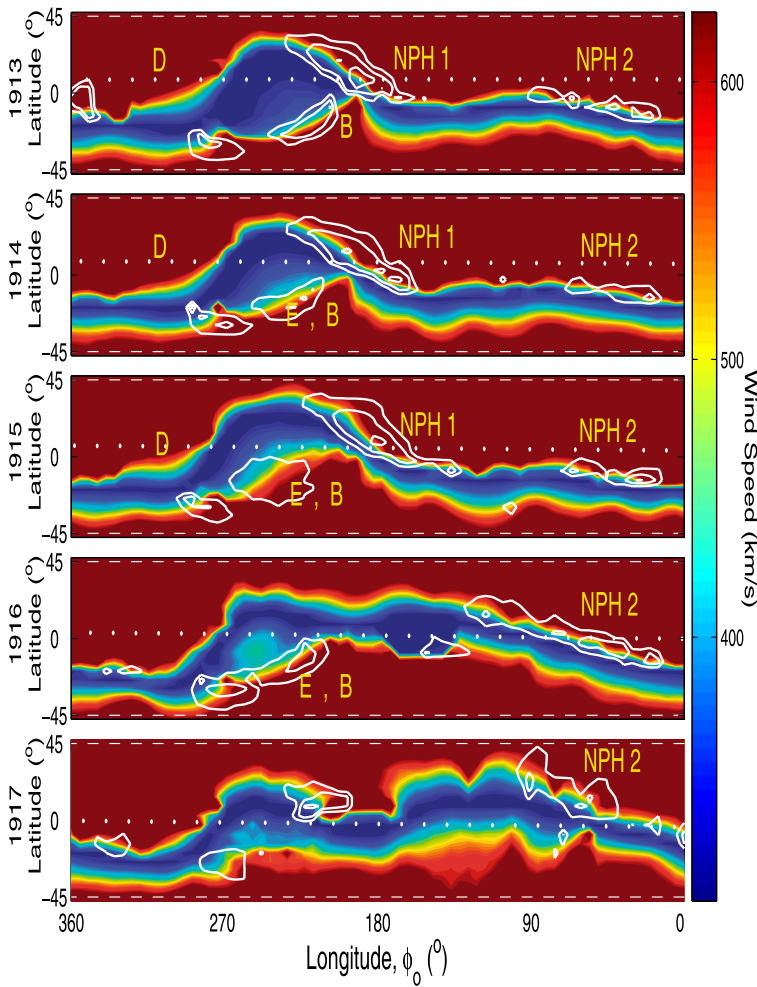 45
0
-45
1913
Latitude (°)
D
NPH 1
NPH 2
B
600
45
0
-45
1914
Latitude (°)
D
NPH 1
NPH 2
E , B
500
45
0
-45
1915
Latitude (°)
D
NPH 1
NPH 2
E , B
Wind Speed (km/s)
45
0
-45
1916
Latitude (°)
NPH 2
E , B
400
45
0
-45
1917
Latitude (°)
NPH 2
360 270 180 90 0
Longitude, ϕo (°)